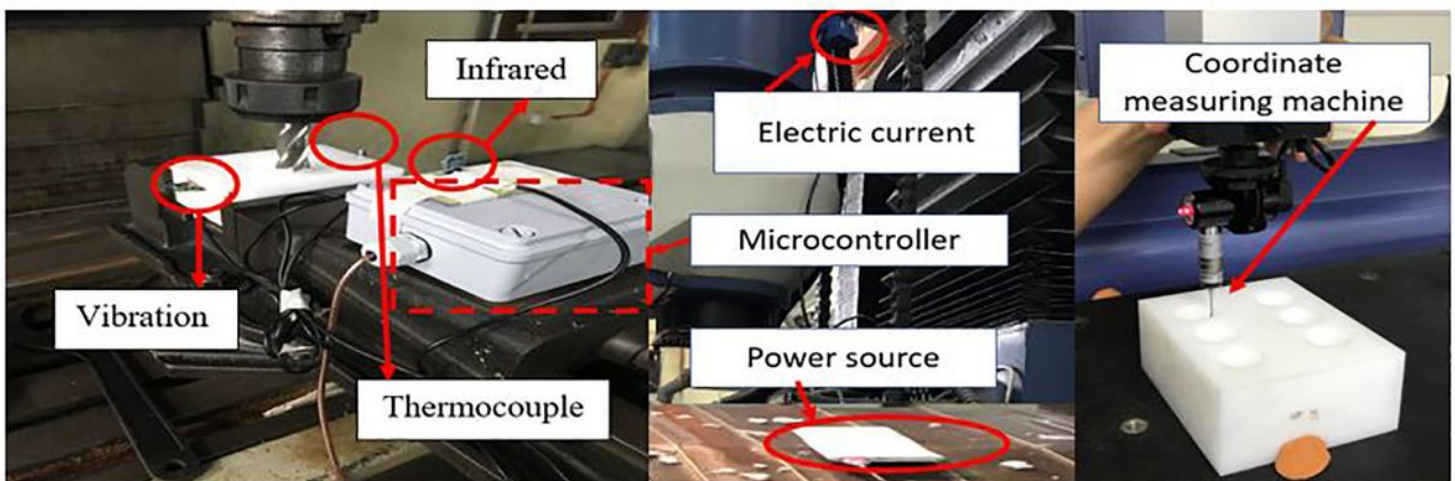 Infrared
Vibration
Thermocouple
Electric current
Microcontroller
Power source
Coordinate
measuring machine